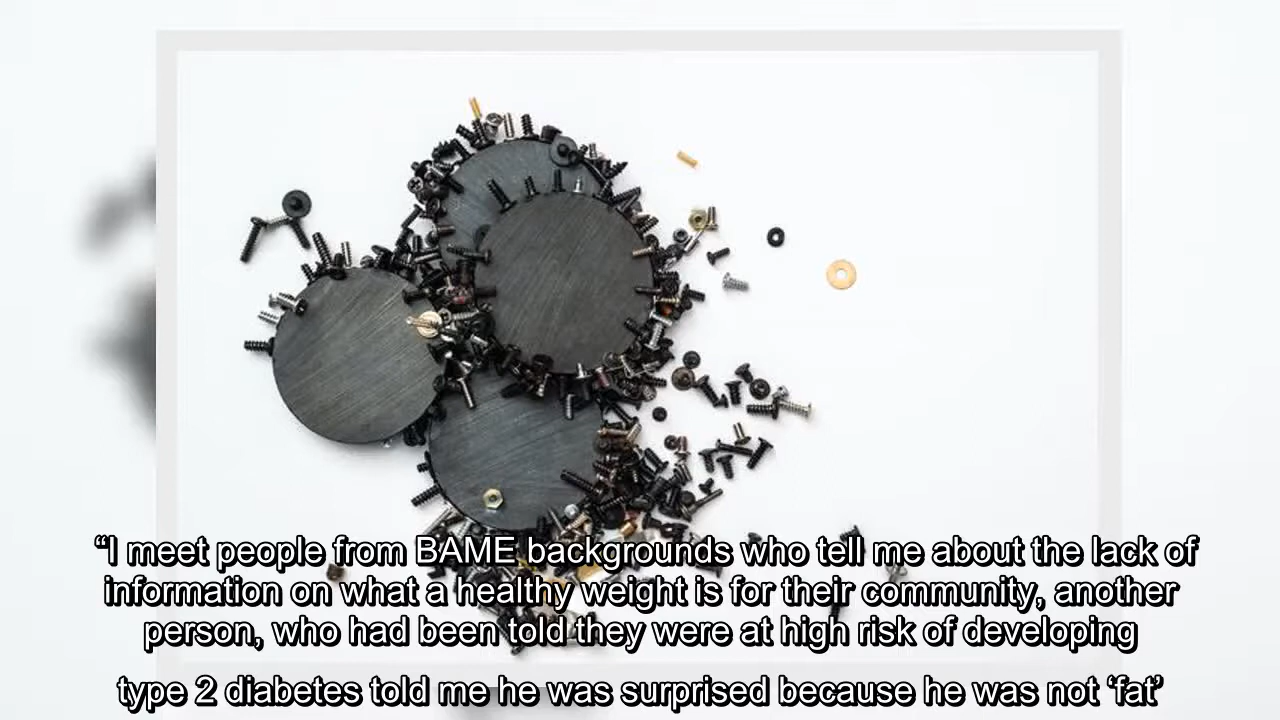 “I meet people from BAME backgrounds who tell me about the lack of
information on what a healthy weight is for their community, another
person, who had been told they were at high risk of developing
type 2 diabetes told me he was surprised because he was not ‘fat’